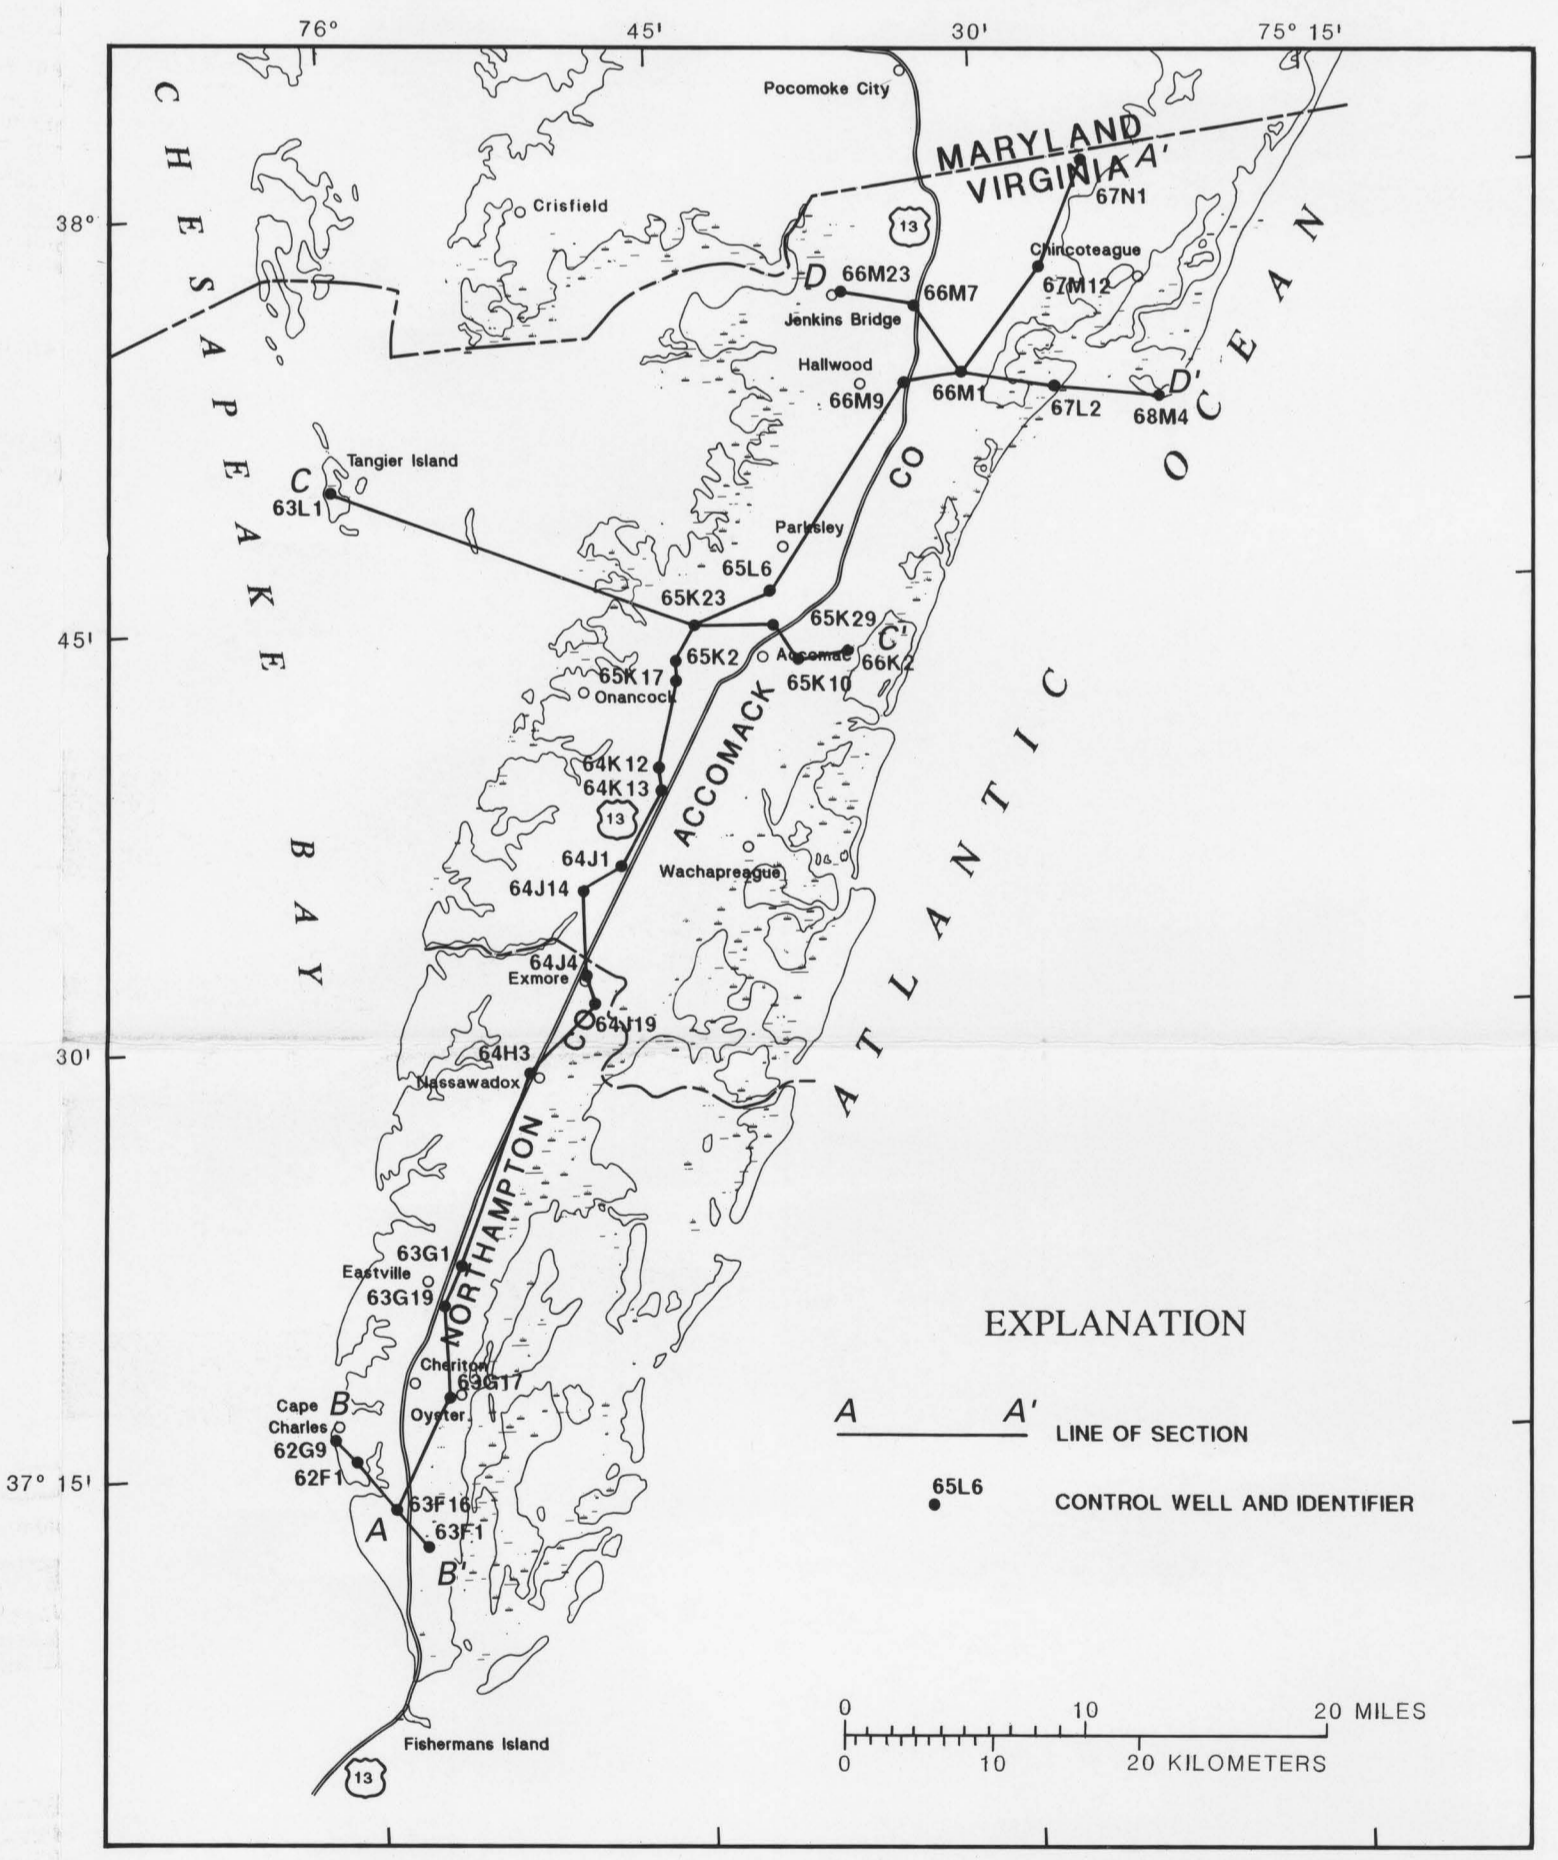 76° 45' 30' 75° 15'
Pocomoke City
CHESAPEAKE BAY
MARYLAND
VIRGINIA
A'
67N1
Crisfield
38°
13
Chincoteague
67M12
D
66M23
66M7
Jenkins Bridge
Hallwood
66M9
66M1
67L2
D'
68M4
ATLANTIC OCEAN
Tangier Island
C
63L1
CO
Parksley
65L6
65K23
65K29
C'
45'
65K2
Accomac
66K2
65K17
65K10
Onancock
ACCOMACK
64K12
64K13
13
64J1
64J14
Wachapreague
64J4
Exmore
64J19
CO
30'
64H3
Nassawadox
NORTHAMPTON
63G1
Eastville
63G19
Cheriton
63G17
Oyster
Cape
Charles
B
62G9
62F1
37° 15'
63F16
A
63F1
B'
Fishermans Island
13
EXPLANATION
A A'
LINE OF SECTION
65L6
CONTROL WELL AND IDENTIFIER
0 10 20 MILES
0 10 20 KILOMETERS